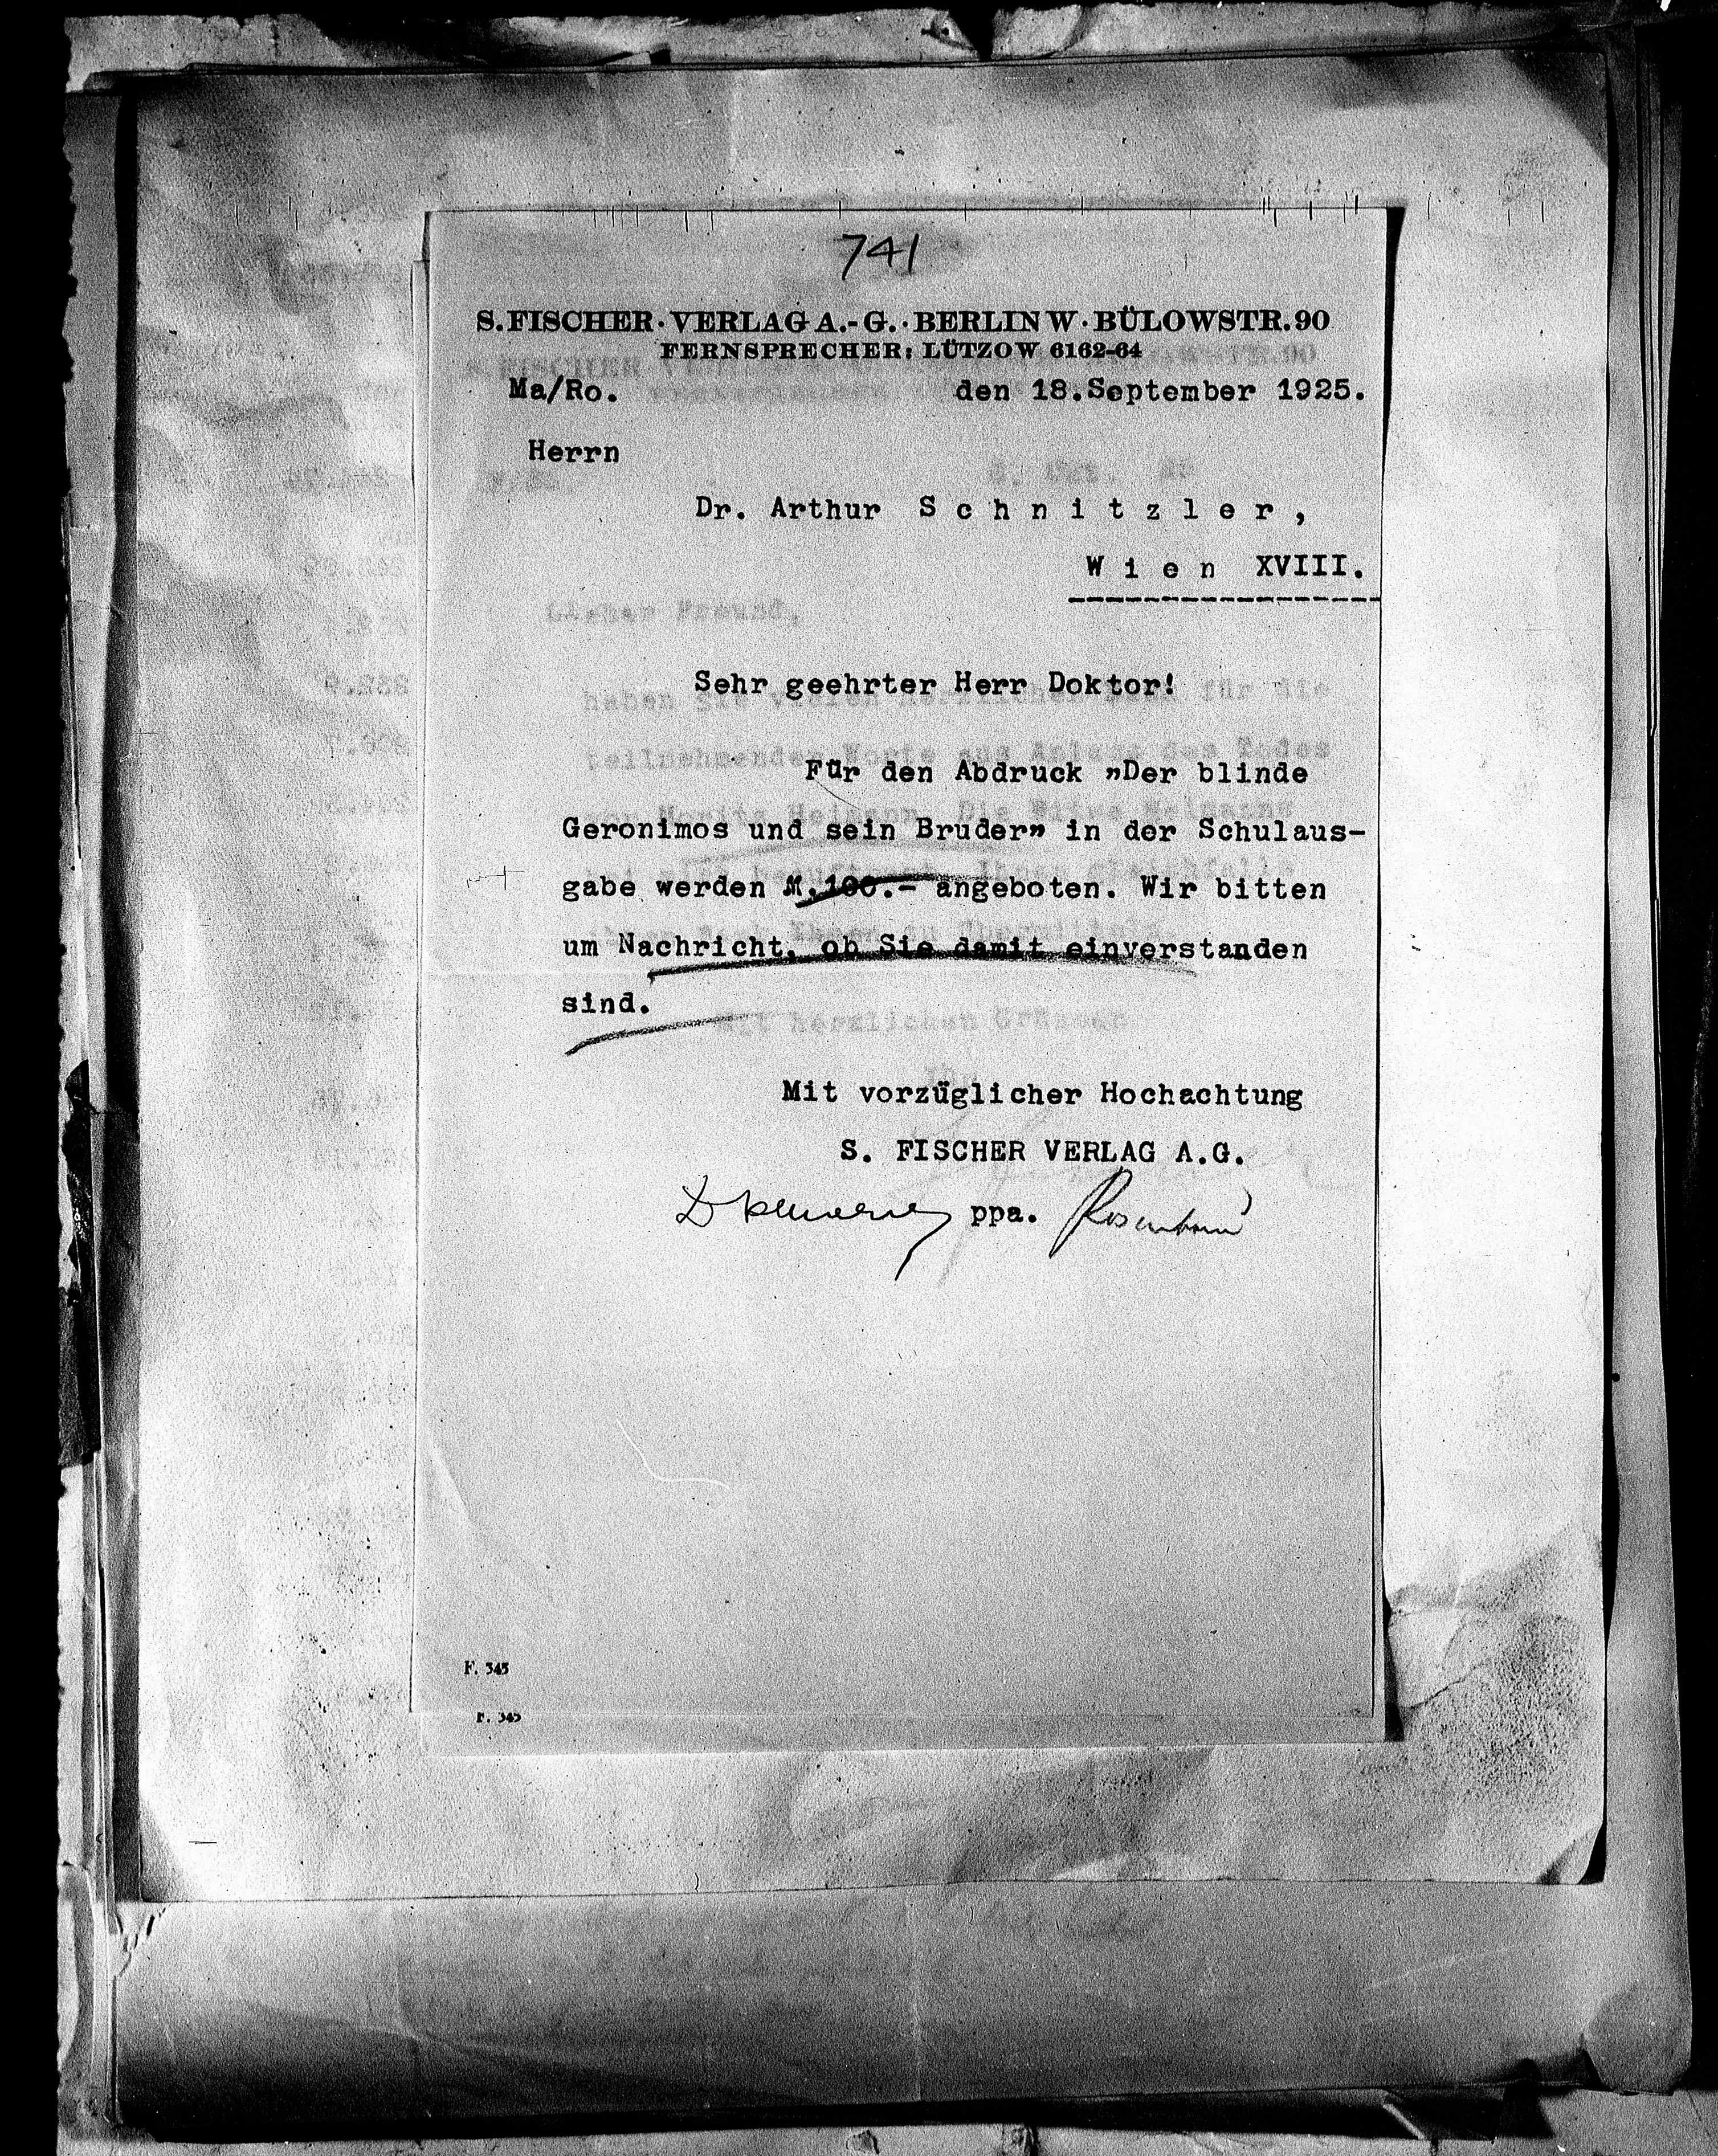 741
S. FISCHER · VERLAG A.-G. · BERLIN W · BÜLOWSTR. 90
FERNSPRECHER: LÜTZOW 6162-64
Ma/Ro. den 18.September 1925.
Herrn
Dr. Arthur S c h n i t z l e r ,
W i e n XVIII.
Sehr geehrter Herr Doktor!
Für den Abdruck "Der blinde
Geronimos und sein Bruder" in der Schulaus-
gabe werden M.100.- angeboten. Wir bitten
um Nachricht, ob Sie damit einverstanden
sind.
Mit vorzüglicher Hochachtung
S. FISCHER VERLAG A.G.
ppa.
F. 345
F. 345